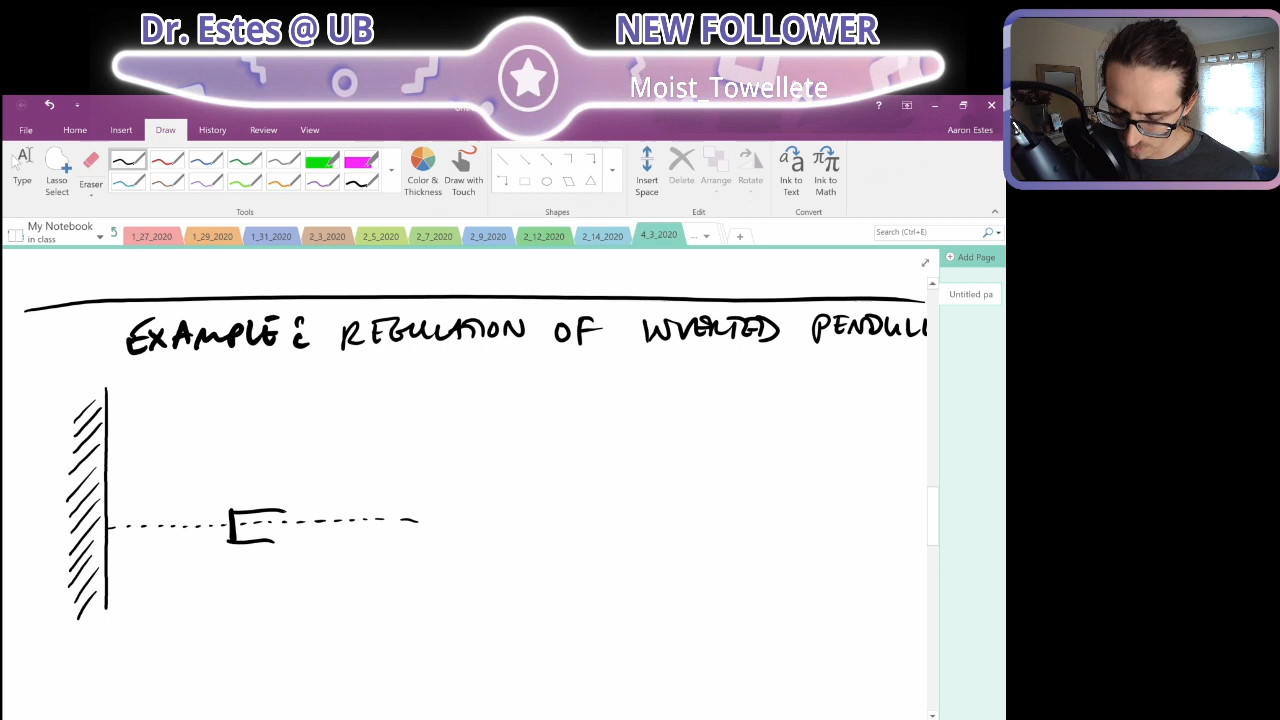 Dr. Estes @ UB
NEW FOLLOWER
Moist_Towellete
File Home Insert Draw History Review View
Aaron Estes
Type
Lasso Select
Eraser
Color & Thickness
Draw with Touch
Insert Space
Delete
Arrange
Rotate
Ink to Text
Ink to Math
Tools
Shapes
Edit
Convert
My Notebook
in class
1_27_2020 1_29_2020 1_31_2020 2_3_2020 2_5_2020 2_7_2020 2_9_2020 2_12_2020 2_14_2020 4_3_2020 ...
Search (Ctrl+E)
Add Page
Untitled pa
EXAMPLE: REGULATION OF INVERTED PENDUL